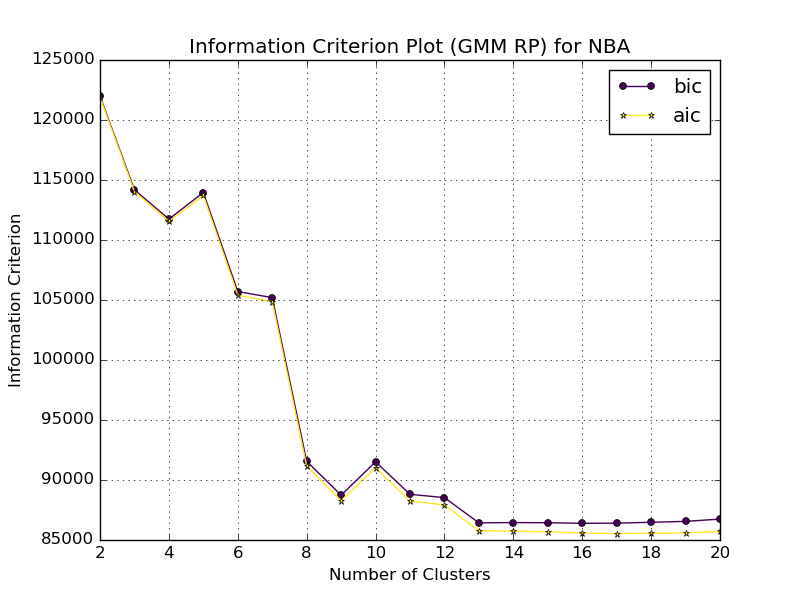 Information Criterion Plot (GMM RP) for NBA
125000
120000
115000
110000
105000
100000
95000
90000
85000
Information Criterion
bic
aic
2 4 6 8 10 12 14 16 18 20
Number of Clusters